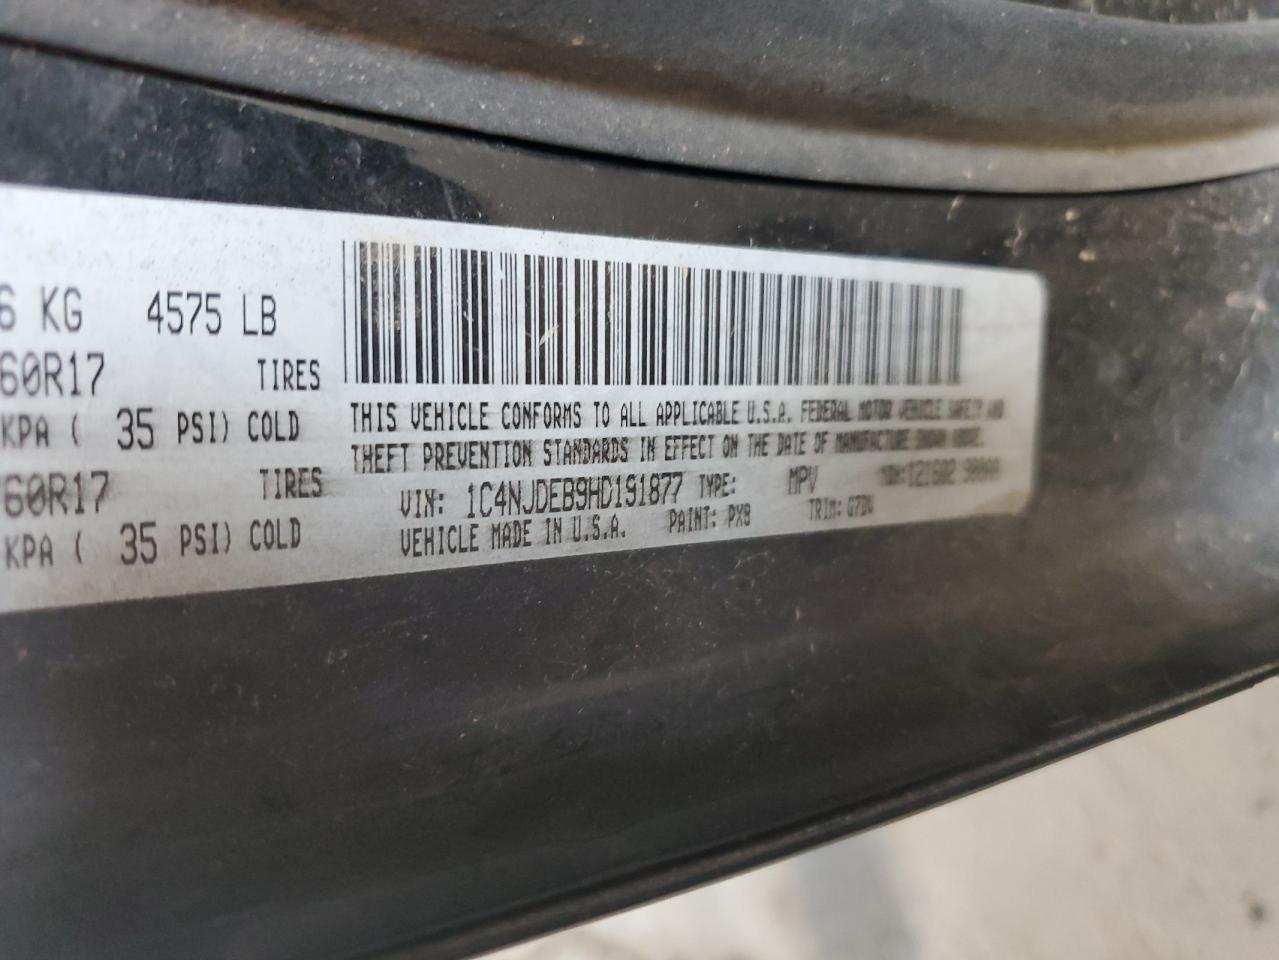 6 KG 4575 LB
60R17 TIRES
KPA ( 35 PSI) COLD
60R17 TIRES
KPA ( 35 PSI) COLD
THIS VEHICLE CONFORMS TO ALL APPLICABLE U.S.A. FEDERAL MOTOR VEHICLE SAFETY AND
THEFT PREVENTION STANDARDS IN EFFECT ON THE DATE OF MANUFACTURE SHOWN ABOVE.
VIN: 1C4NJDEB9HD191877 TYPE: MPV MDH:
VEHICLE MADE IN U.S.A. PAINT: PX8 TRIM: